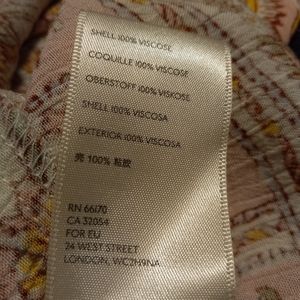 SHELL 100% VISCOSE
COQUILLE 100% VISCOSE
OBERSTOFF 100% VISKOSE
SHELL 100% VISCOSA
EXTERIOR 100% VISCOSA
壳 100% 粘胶
RN 66170
CA 32054
FOR EU
24 WEST STREET
LONDON, WC2H9NA